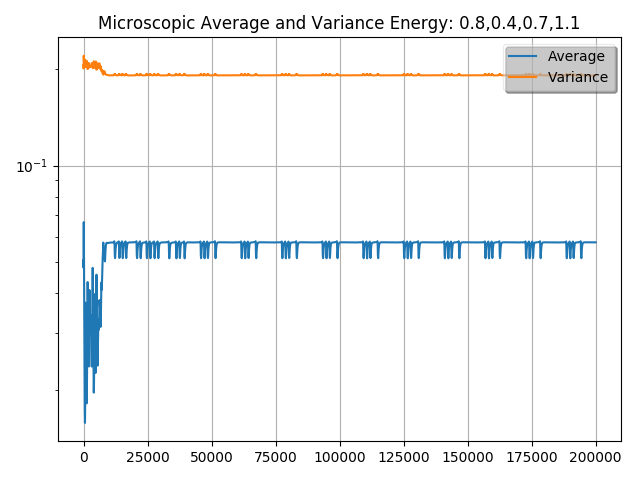 Microscopic Average and Variance Energy: 0.8,0.4,0.7,1.1
Average
Variance
10⁻¹
0 25000 50000 75000 100000 125000 150000 175000 200000